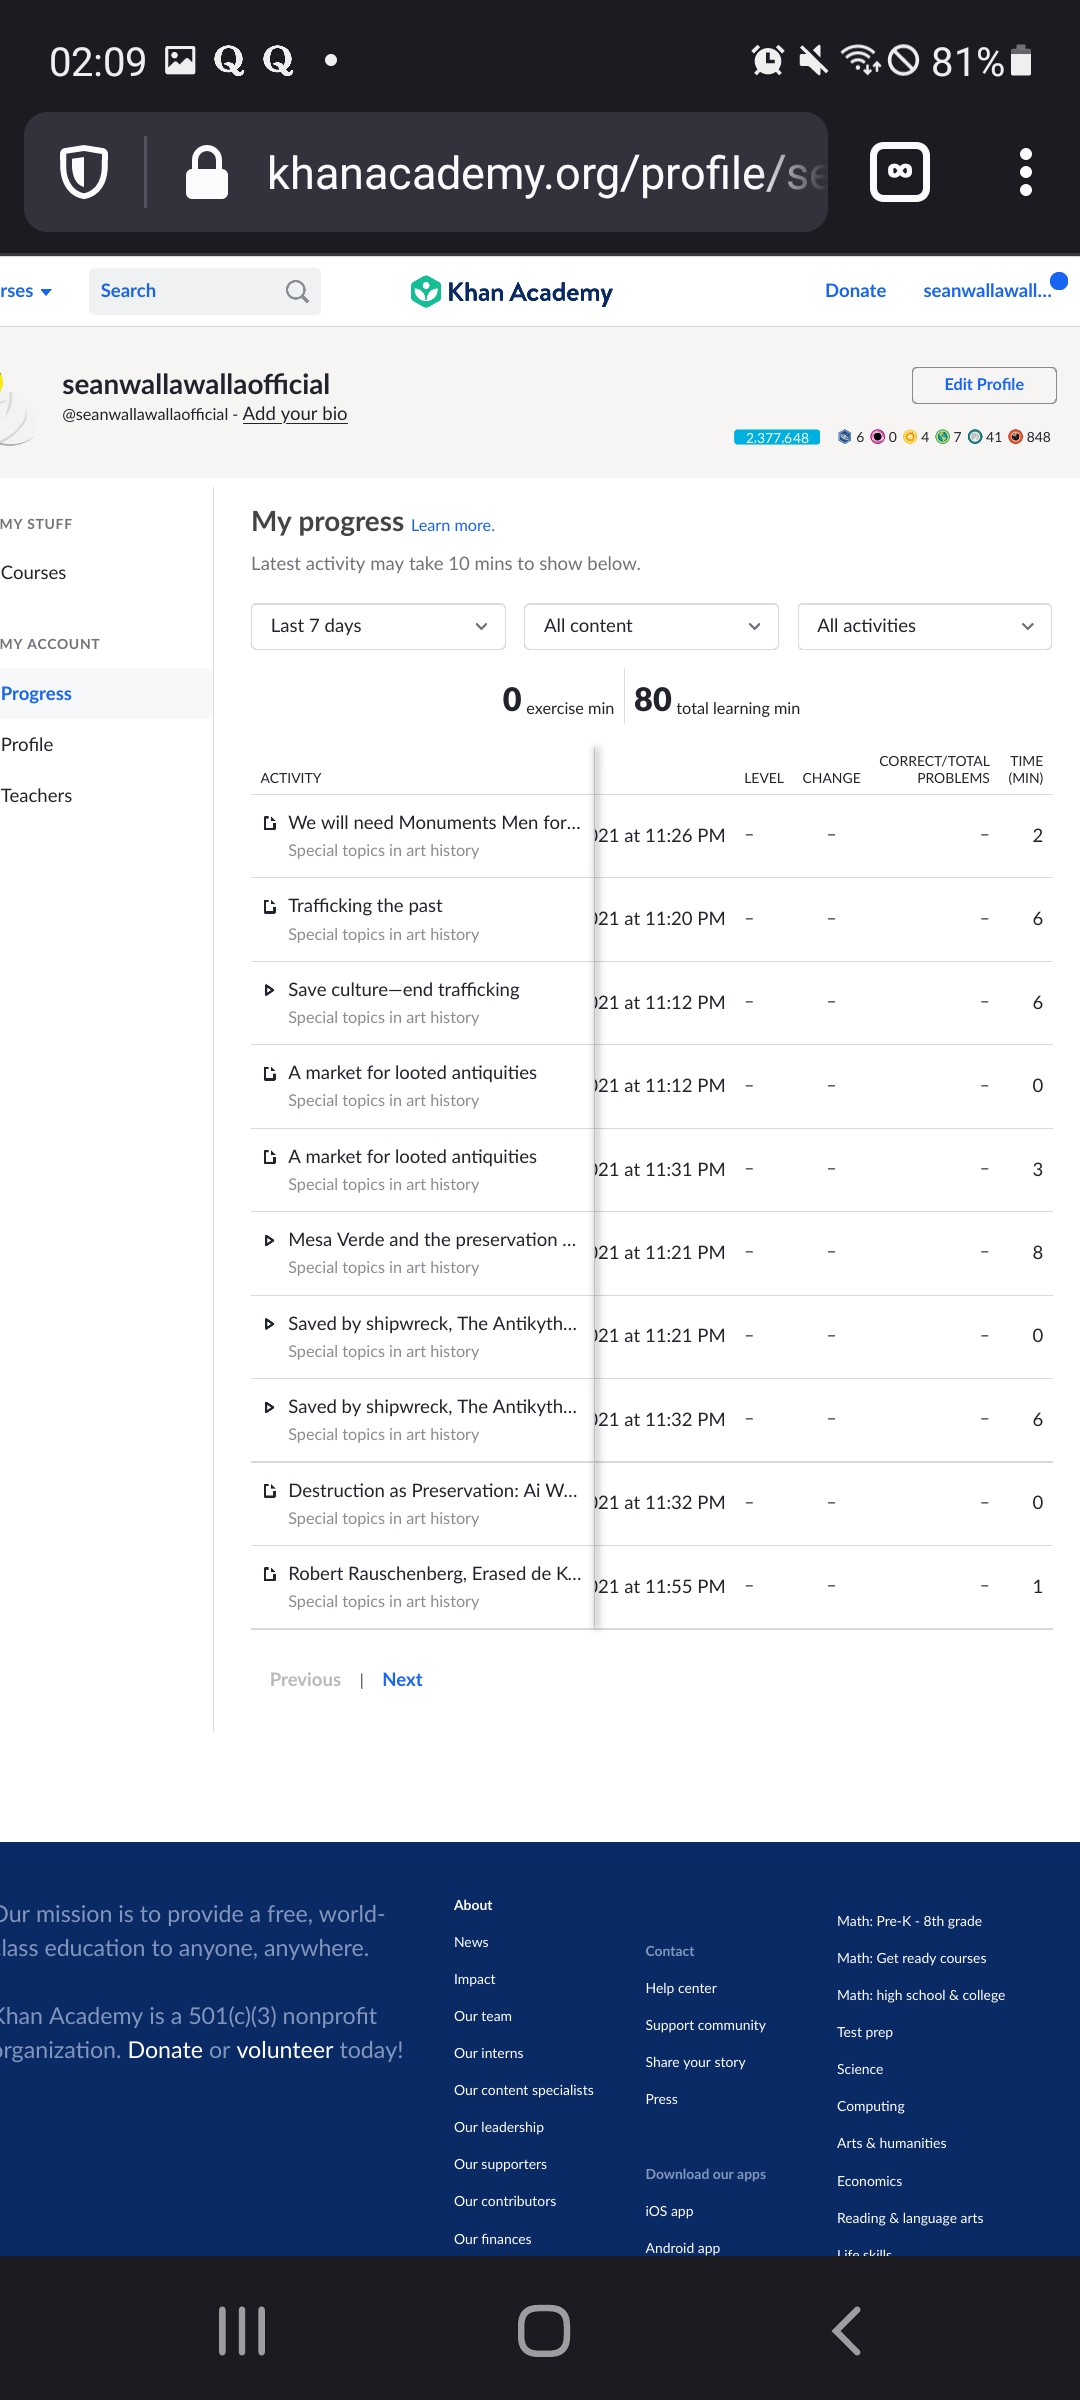 02:09 81%
khanacademy.org/profile/se
rses Search Khan Academy Donate seanwallawall...
seanwallawallaofficial
@seanwallawallaofficial - Add your bio
Edit Profile
2,377,648 6 0 4 7 41 848
MY STUFF
Courses
MY ACCOUNT
Progress
Profile
Teachers
My progress Learn more.
Latest activity may take 10 mins to show below.
Last 7 days All content All activities
0 exercise min 80 total learning min
ACTIVITY LEVEL CHANGE CORRECT/TOTAL PROBLEMS TIME (MIN)
We will need Monuments Men for... 021 at 11:26 PM – – – 2
Special topics in art history
Trafficking the past 021 at 11:20 PM – – – 6
Special topics in art history
Save culture—end trafficking 021 at 11:12 PM – – – 6
Special topics in art history
A market for looted antiquities 021 at 11:12 PM – – – 0
Special topics in art history
A market for looted antiquities 021 at 11:31 PM – – – 3
Special topics in art history
Mesa Verde and the preservation ... 021 at 11:21 PM – – – 8
Special topics in art history
Saved by shipwreck, The Antikyth... 021 at 11:21 PM – – – 0
Special topics in art history
Saved by shipwreck, The Antikyth... 021 at 11:32 PM – – – 6
Special topics in art history
Destruction as Preservation: Ai W... 021 at 11:32 PM – – – 0
Special topics in art history
Robert Rauschenberg, Erased de K... 021 at 11:55 PM – – – 1
Special topics in art history
Previous | Next
Our mission is to provide a free, world-
class education to anyone, anywhere.
Khan Academy is a 501(c)(3) nonprofit
organization. Donate or volunteer today!
About
News
Impact
Our team
Our interns
Our content specialists
Our leadership
Our supporters
Our contributors
Our finances
Contact
Help center
Support community
Share your story
Press
Download our apps
iOS app
Android app
Math: Pre-K - 8th grade
Math: Get ready courses
Math: high school & college
Test prep
Science
Computing
Arts & humanities
Economics
Reading & language arts
Life skills